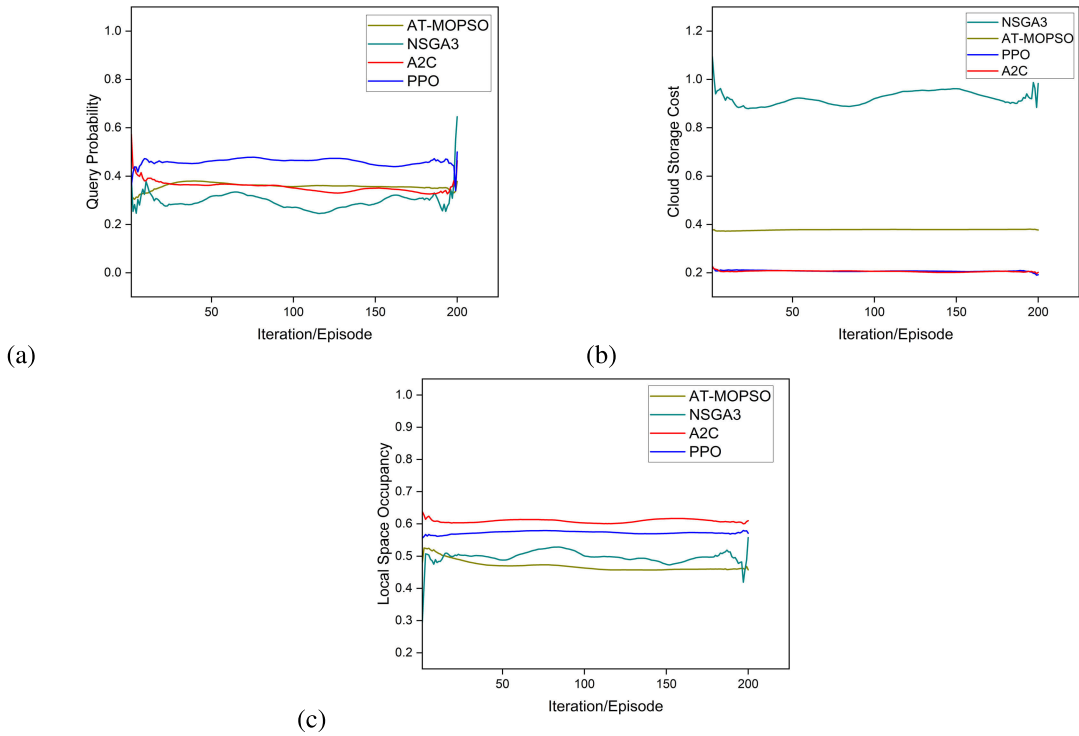 Query Probability
1.0
0.8
0.6
0.4
0.2
0.0
AT-MOPSO
NSGA3
A2C
PPO
50
100
150
200
Iteration/Episode
(a)
Cloud Storage Cost
1.2
1.0
0.8
0.6
0.4
0.2
NSGA3
AT-MOPSO
PPO
A2C
50
100
150
200
Iteration/Episode
(b)
Local Space Occupancy
1.0
0.9
0.8
0.7
0.6
0.5
0.4
0.3
0.2
AT-MOPSO
NSGA3
A2C
PPO
50
100
150
200
Iteration/Episode
(c)